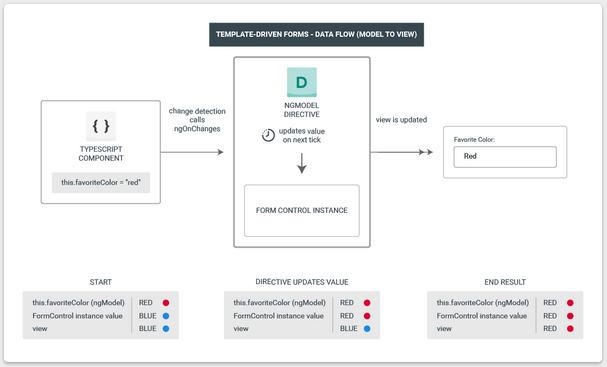 TEMPLATE-DRIVEN FORMS - DATA FLOW (MODEL TO VIEW)
{ }
TYPESCRIPT
COMPONENT
this.favoriteColor = "red"
change detection
calls
ngOnChanges
D
NGMODEL
DIRECTIVE
updates value
on next tick
FORM CONTROL INSTANCE
view is updated
Favorite Color:
Red
START
this.favoriteColor (ngModel) RED
FormControl instance value BLUE
view BLUE
DIRECTIVE UPDATES VALUE
this.favoriteColor (ngModel) RED
FormControl instance value RED
view BLUE
END RESULT
this.favoriteColor (ngModel) RED
FormControl instance value RED
view RED